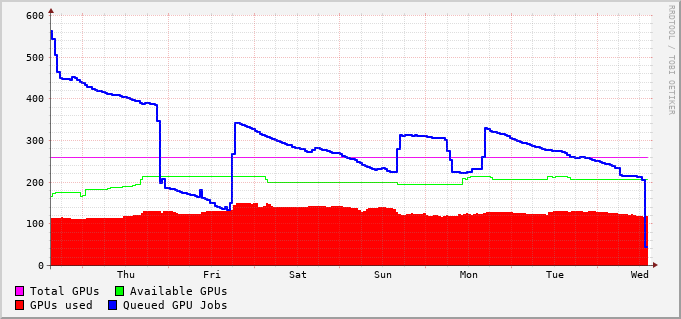 600
500
400
300
200
100
0
Thu Fri Sat Sun Mon Tue Wed
Total GPUs Available GPUs
GPUs used Queued GPU Jobs
RRDTOOL / TOBI OETIKER